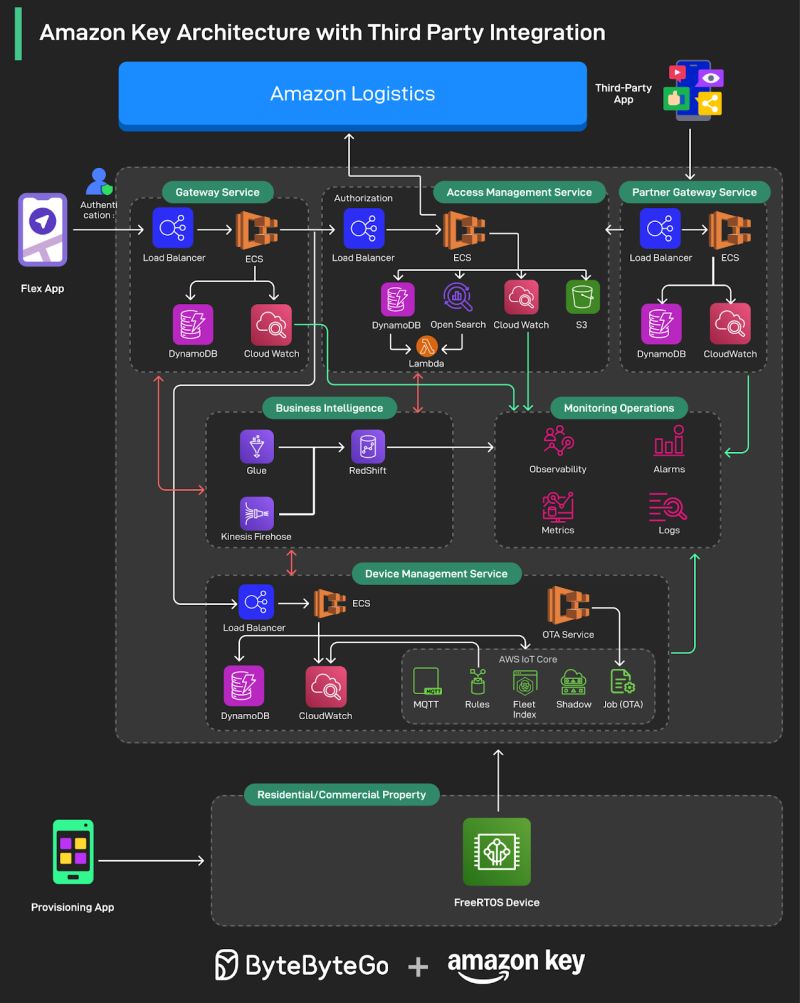 Amazon Key Architecture with Third Party Integration
Amazon Logistics
Third-Party
App
Gateway Service
Access Management Service
Partner Gateway Service
Authenti
cation :
Authorization
Load Balancer
ECS
Load Balancer
ECS
Load Balancer
ECS
Flex App
DynamoDB
Cloud Watch
DynamoDB
Open Search
Cloud Watch
S3
Lambda
DynamoDB
CloudWatch
Business Intelligence
Monitoring Operations
Glue
RedShift
Kinesis Firehose
Observability
Alarms
Metrics
Logs
Device Management Service
Load Balancer
ECS
OTA Service
DynamoDB
CloudWatch
AWS IoT Core
MQTT
MQTT
Rules
Fleet
Index
Shadow
Job (OTA)
Residential/Commercial Property
Provisioning App
FreeRTOS Device
ByteByteGo + amazon key